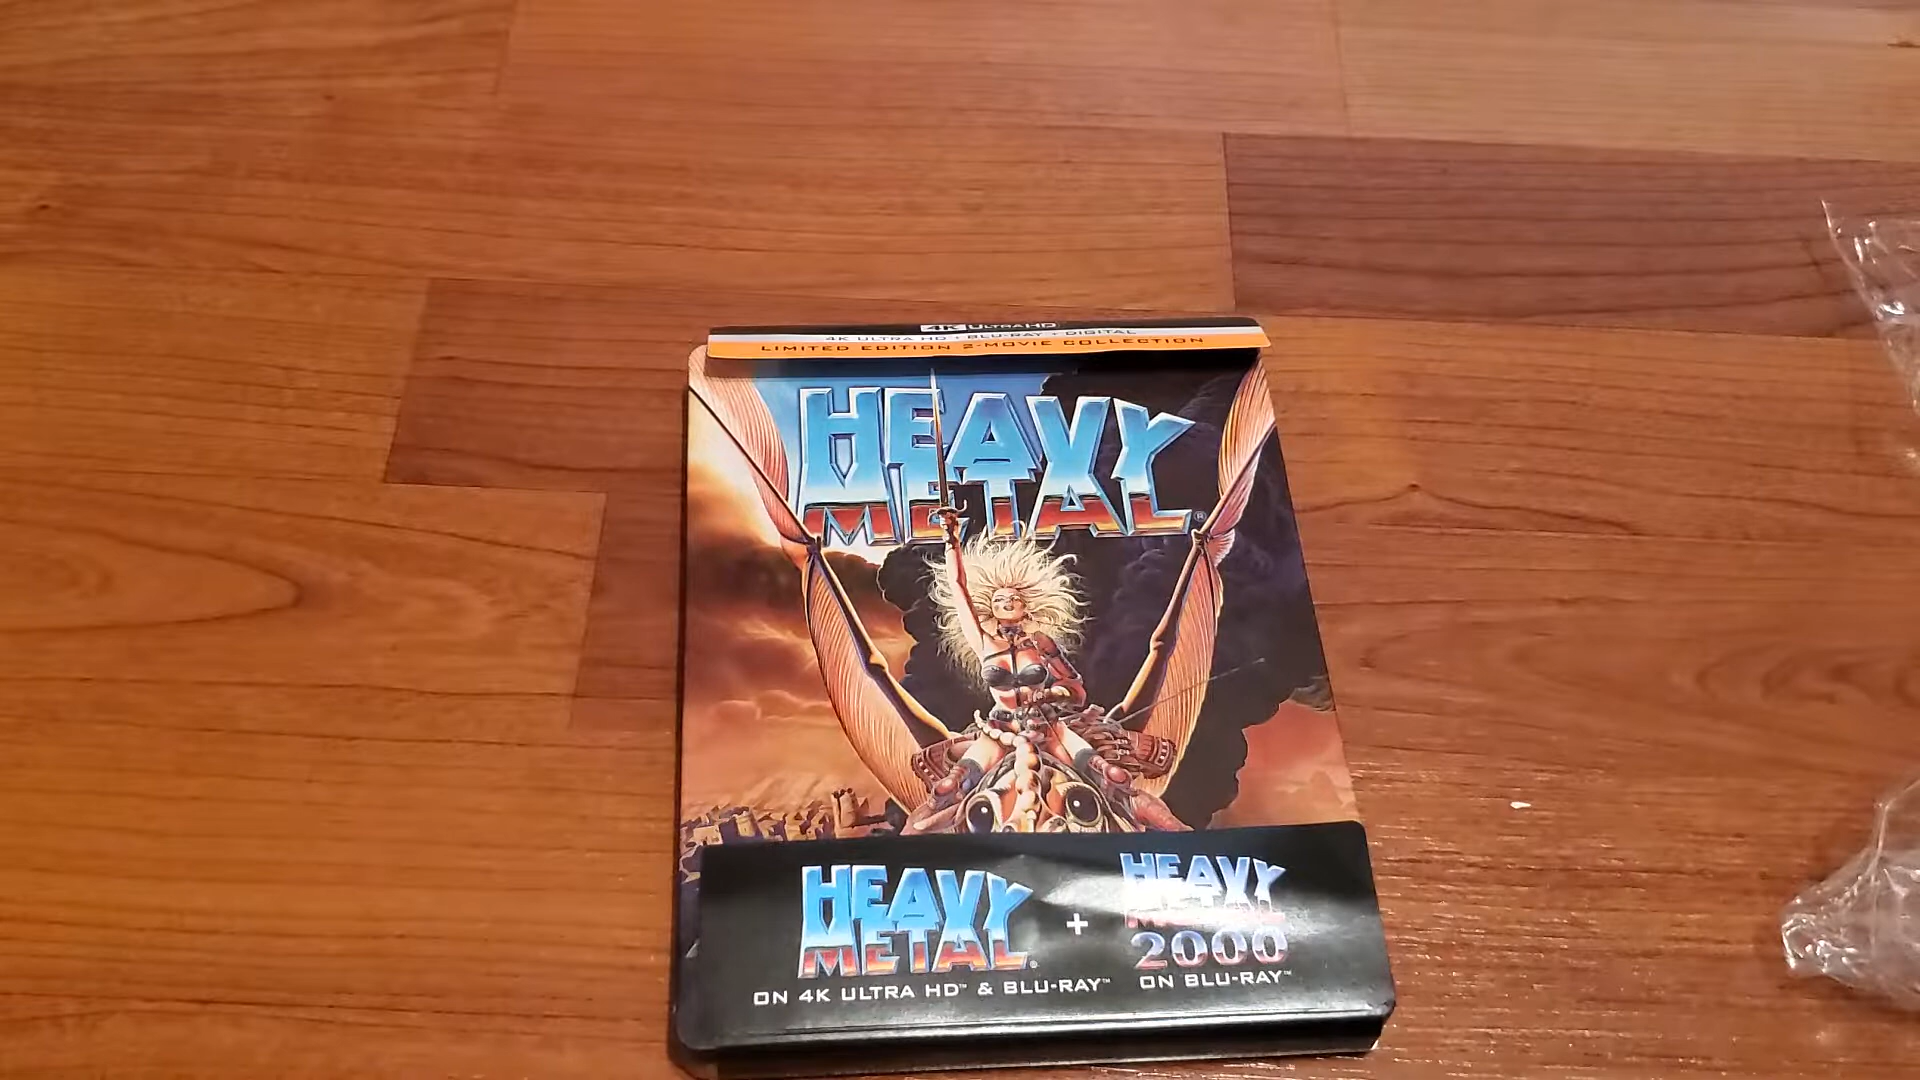 4K ULTRA HD
4K ULTRA HD + BLU-RAY + DIGITAL
LIMITED EDITION 2-MOVIE COLLECTION
HEAVY
METAL®
HEAVY
METAL®
+
HEAVY
METAL
2000
ON 4K ULTRA HD™ & BLU-RAY™
ON BLU-RAY™